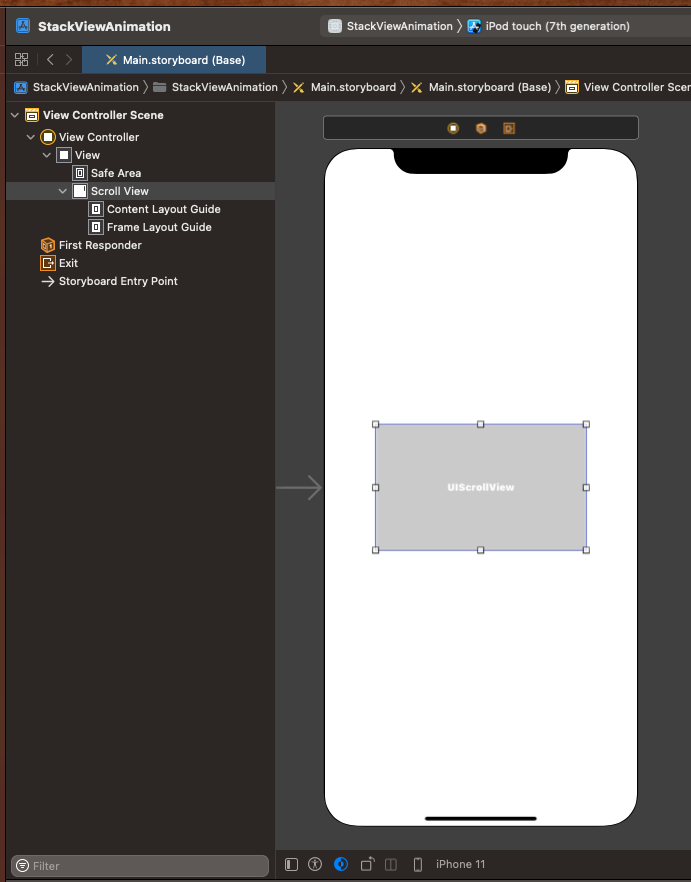 StackViewAnimation
StackViewAnimation iPod touch (7th generation)
Main.storyboard (Base)
StackViewAnimation StackViewAnimation Main.storyboard Main.storyboard (Base) View Controller Scer
View Controller Scene
View Controller
View
Safe Area
Scroll View
Content Layout Guide
Frame Layout Guide
First Responder
Exit
Storyboard Entry Point
UIScrollView
Filter
iPhone 11